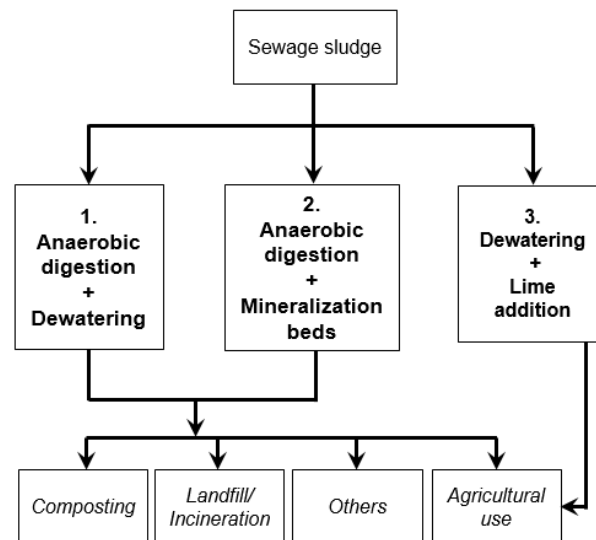 Sewage sludge
1.
Anaerobic
digestion
+
Dewatering
2.
Anaerobic
digestion
+
Mineralization
beds
3.
Dewatering
+
Lime
addition
Composting
Landfill/
Incineration
Others
Agricultural
use